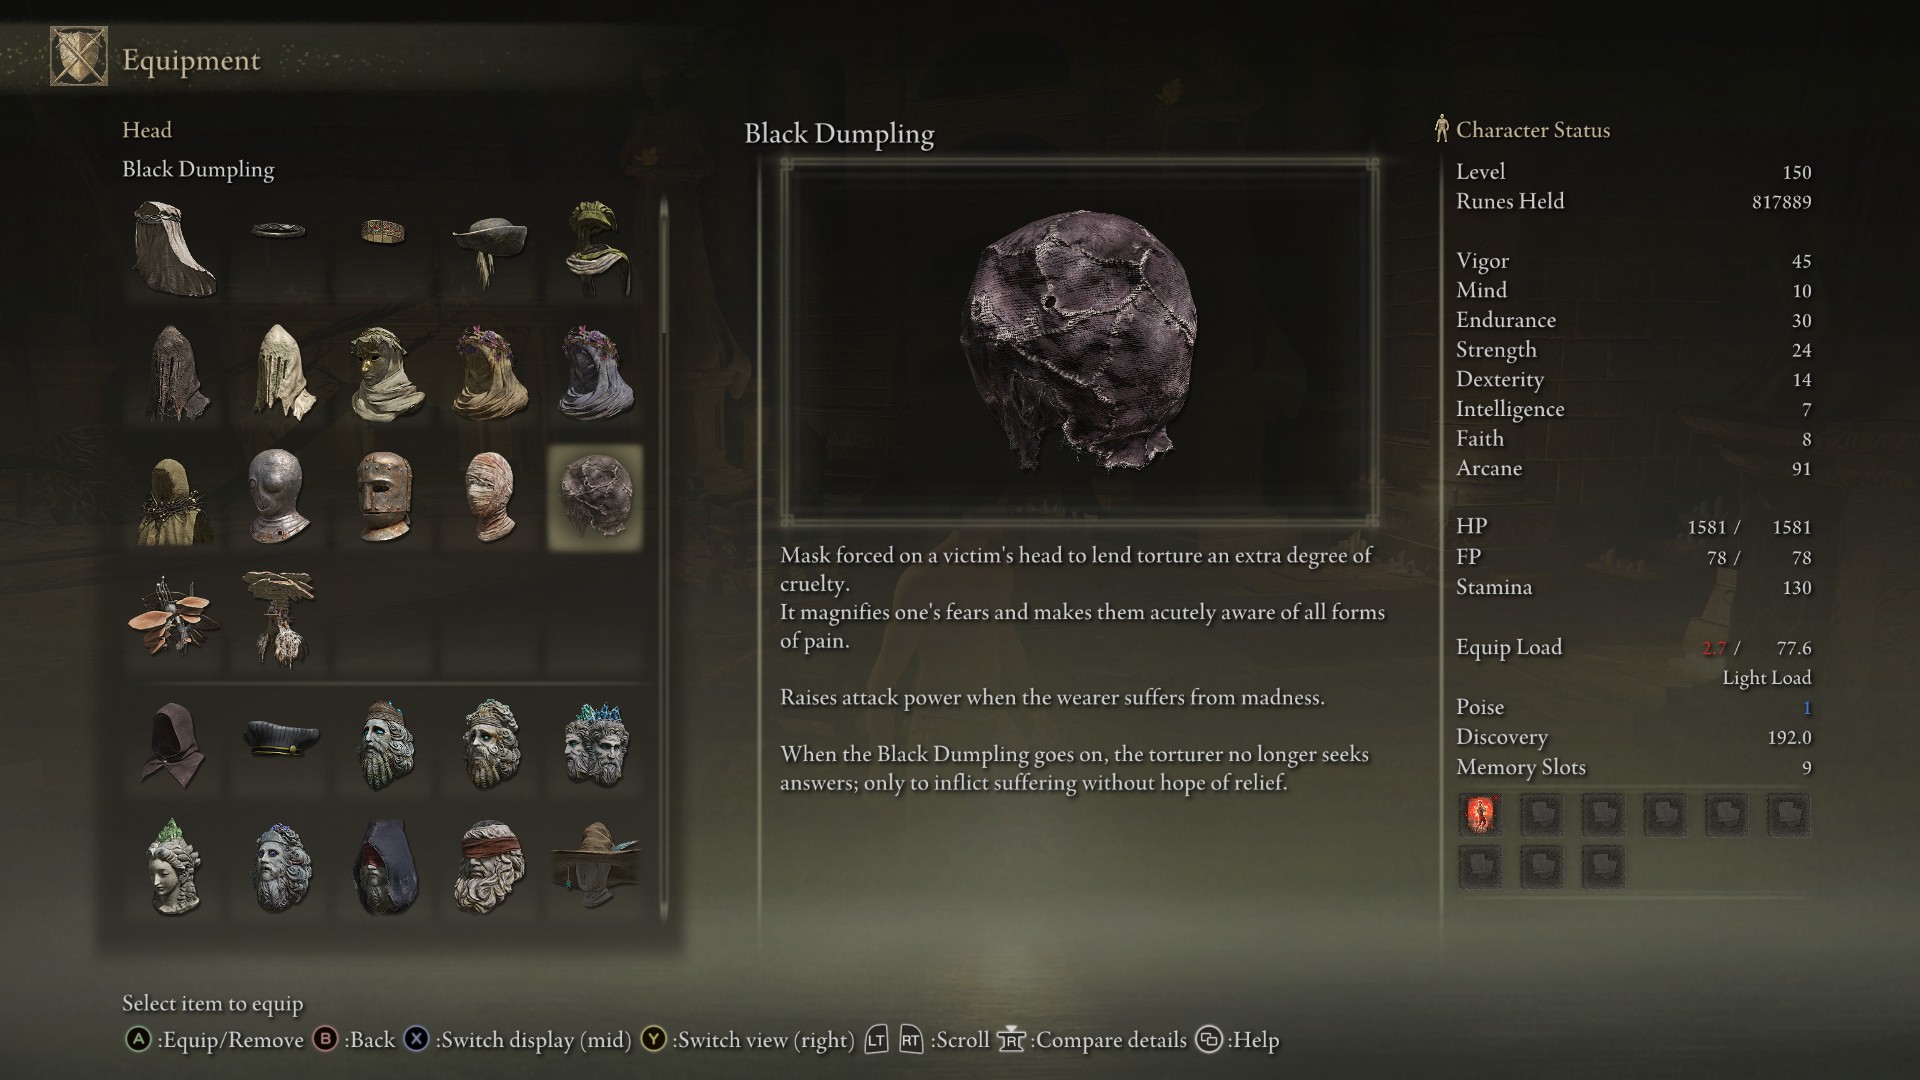 Equipment
Head
Black Dumpling
Black Dumpling
Mask forced on a victim's head to lend torture an extra degree of
cruelty.
It magnifies one's fears and makes them acutely aware of all forms
of pain.
Raises attack power when the wearer suffers from madness.
When the Black Dumpling goes on, the torturer no longer seeks
answers; only to inflict suffering without hope of relief.
Character Status
Level 150
Runes Held 817889
Vigor 45
Mind 10
Endurance 30
Strength 24
Dexterity 14
Intelligence 7
Faith 8
Arcane 91
HP 1581 / 1581
FP 78 / 78
Stamina 130
Equip Load 2.7 / 77.6
Light Load
Poise 1
Discovery 192.0
Memory Slots 9
Select item to equip
A :Equip/Remove B :Back X :Switch display (mid) Y :Switch view (right) LT RT :Scroll R :Compare details :Help